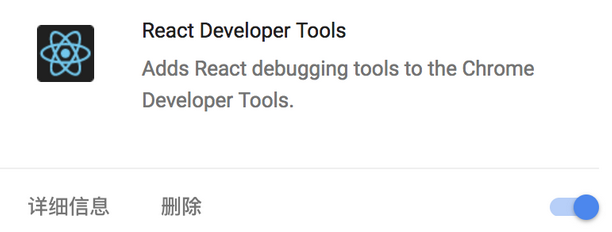 React Developer Tools
Adds React debugging tools to the Chrome
Developer Tools.
详细信息 删除